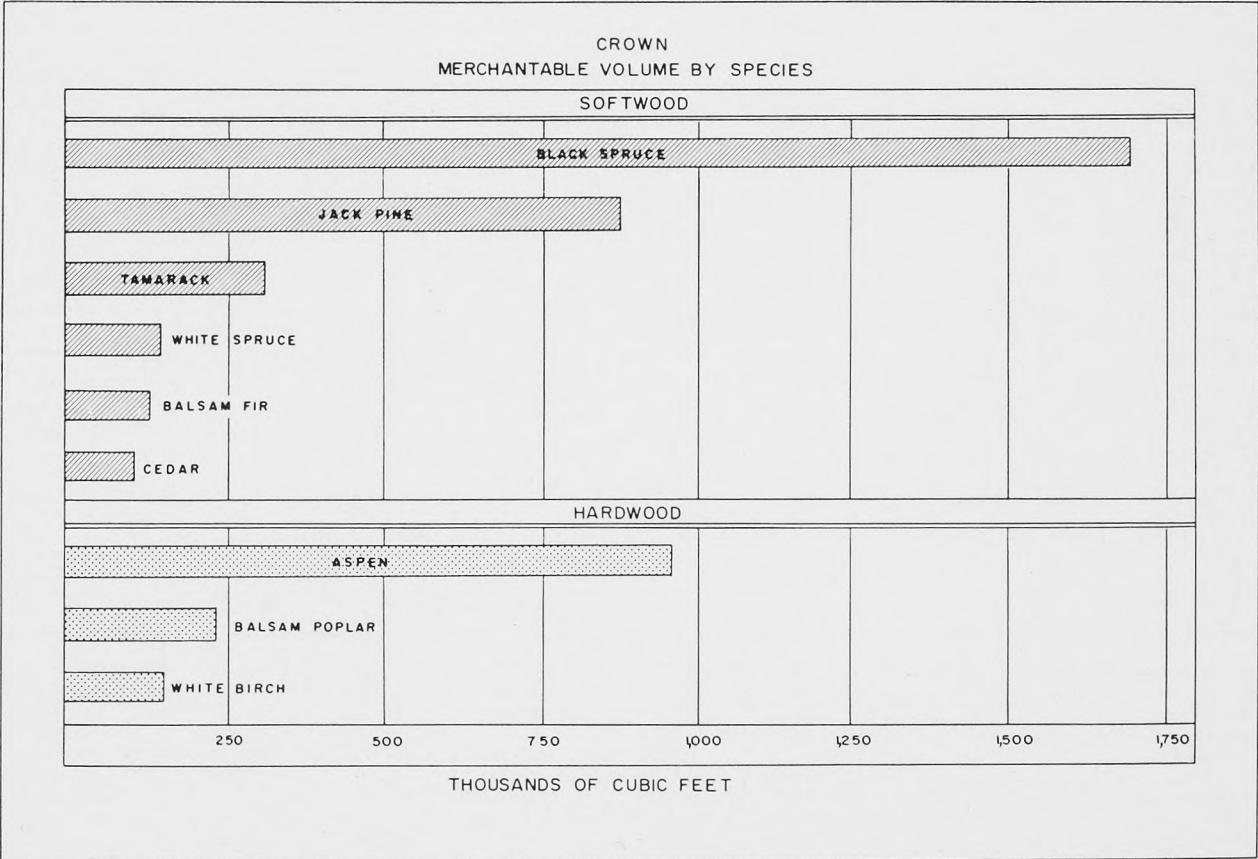 CROWN
MERCHANTABLE VOLUME BY SPECIES
SOFTWOOD
BLACK SPRUCE
JACK PINE
TAMARACK
WHITE SPRUCE
BALSAM FIR
CEDAR
HARDWOOD
ASPEN
BALSAM POPLAR
WHITE BIRCH
250 500 750 1,000 1,250 1,500 1,750
THOUSANDS OF CUBIC FEET